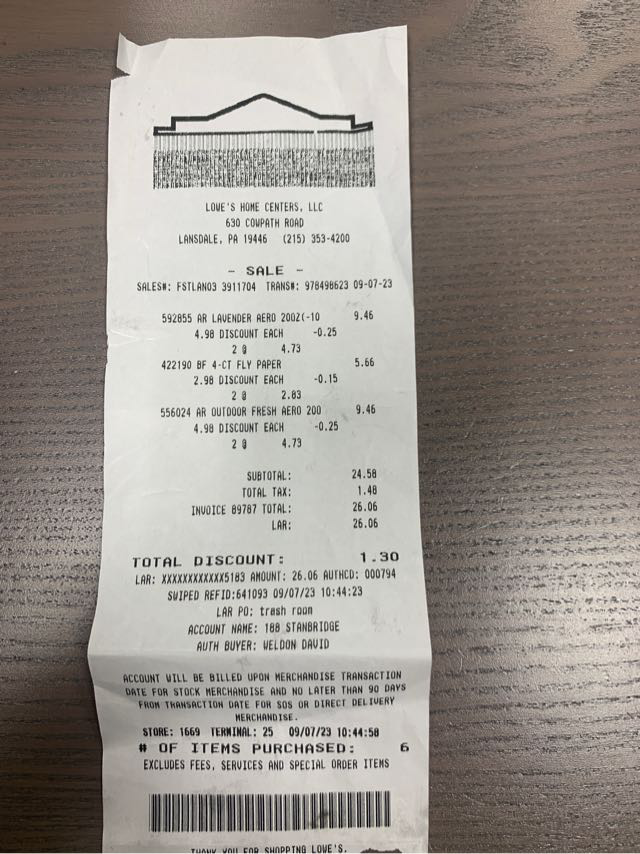 LOWE'S HOME CENTERS, LLC
630 COWPATH ROAD
LANSDALE, PA 19446 (215) 353-4200
- SALE -
SALES#: FSTLAN03 3911704 TRANS#: 978498623 09-07-23
592855 AR LAVENDER AERO 200Z(-10 9.46
4.98 DISCOUNT EACH -0.25
2 @ 4.73
422190 BF 4-CT FLY PAPER 5.66
2.98 DISCOUNT EACH -0.15
2 @ 2.83
556024 AR OUTDOOR FRESH AERO 200 9.46
4.98 DISCOUNT EACH -0.25
2 @ 4.73
SUBTOTAL: 24.58
TOTAL TAX: 1.48
INVOICE 89787 TOTAL: 26.06
LAR: 26.06
TOTAL DISCOUNT: 1.30
LAR: XXXXXXXXXXXX5183 AMOUNT: 26.06 AUTHCD: 000794
SWIPED REFID:641093 09/07/23 10:44:23
LAR PO: trash room
ACCOUNT NAME: 188 STANBRIDGE
AUTH BUYER: WELDON DAVID
ACCOUNT WILL BE BILLED UPON MERCHANDISE TRANSACTION
DATE FOR STOCK MERCHANDISE AND NO LATER THAN 90 DAYS
FROM TRANSACTION DATE FOR SOS OR DIRECT DELIVERY
MERCHANDISE.
STORE: 1669 TERMINAL: 25 09/07/23 10:44:58
# OF ITEMS PURCHASED: 6
EXCLUDES FEES, SERVICES AND SPECIAL ORDER ITEMS
THANK YOU FOR SHOPPING LOWE'S.